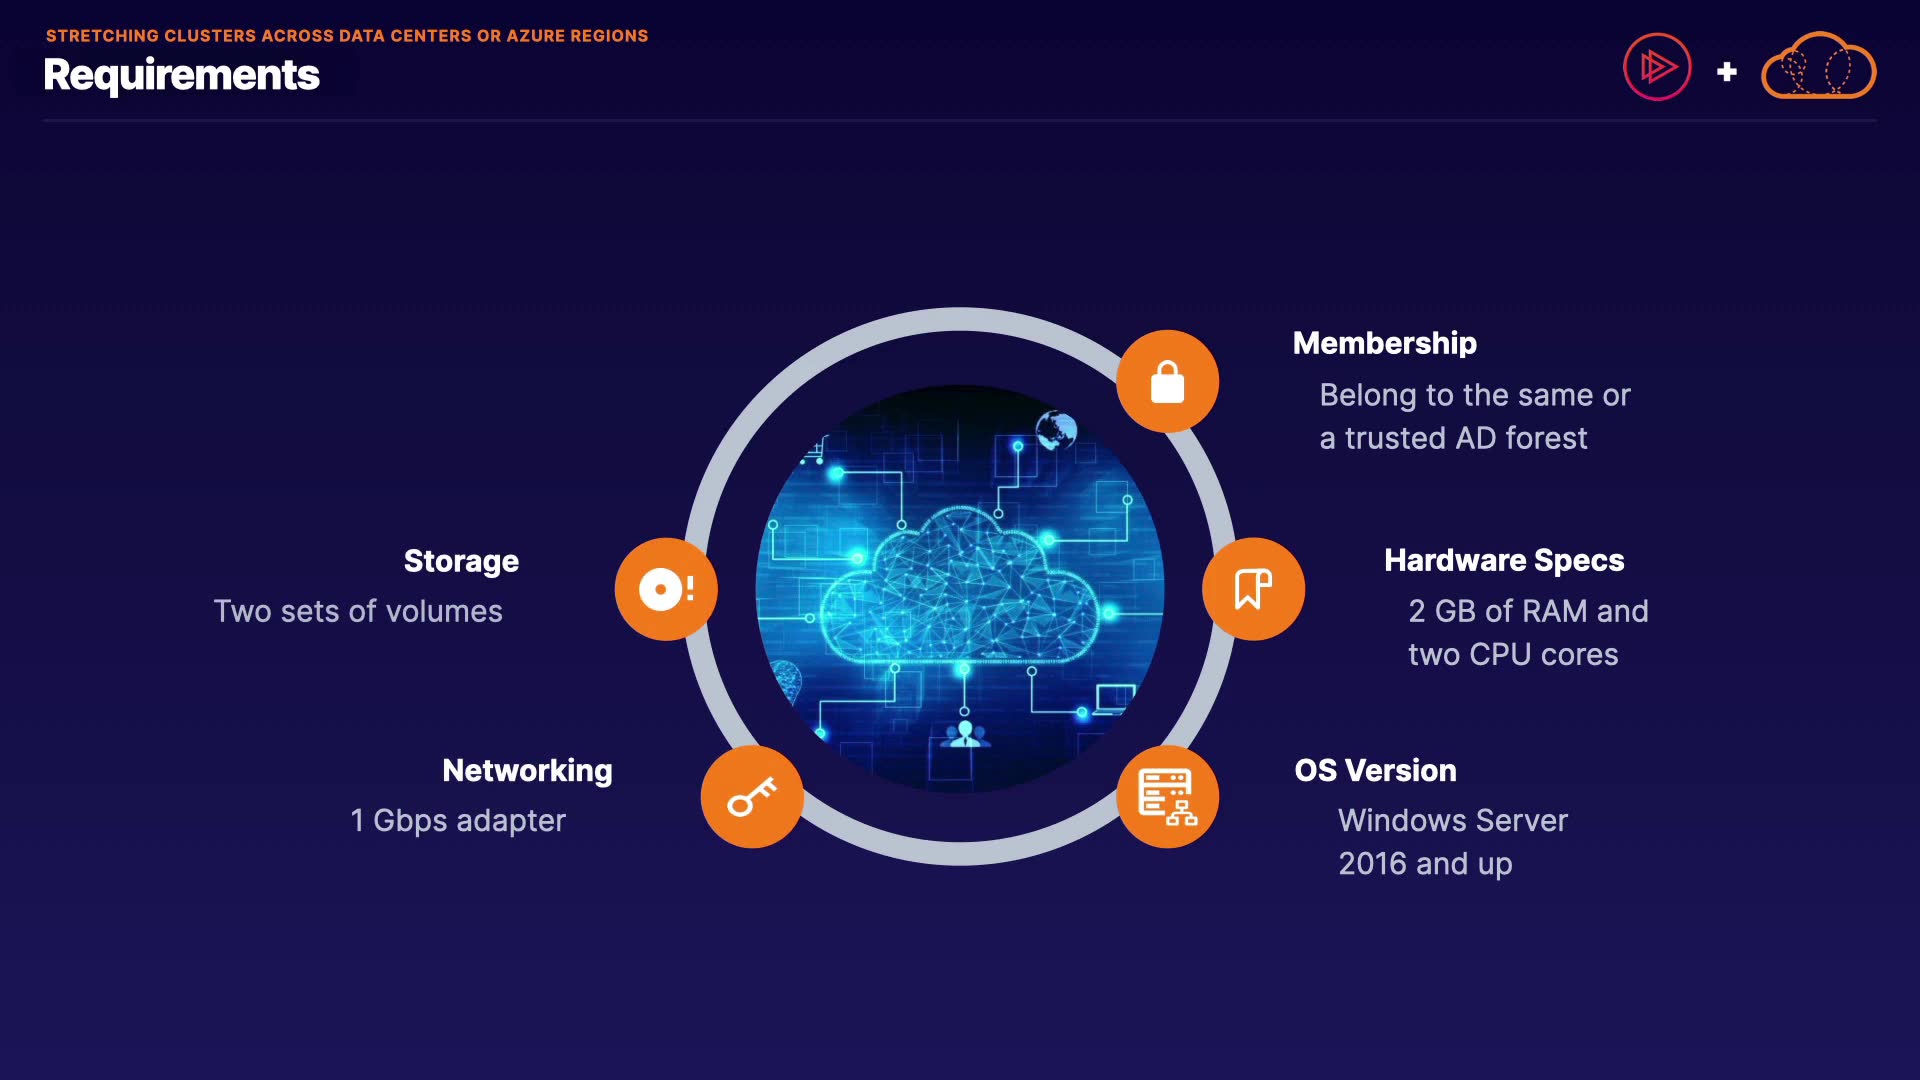 STRETCHING CLUSTERS ACROSS DATA CENTERS OR AZURE REGIONS
Requirements
Membership
Belong to the same or
a trusted AD forest
Hardware Specs
2 GB of RAM and
two CPU cores
OS Version
Windows Server
2016 and up
Networking
1 Gbps adapter
Storage
Two sets of volumes